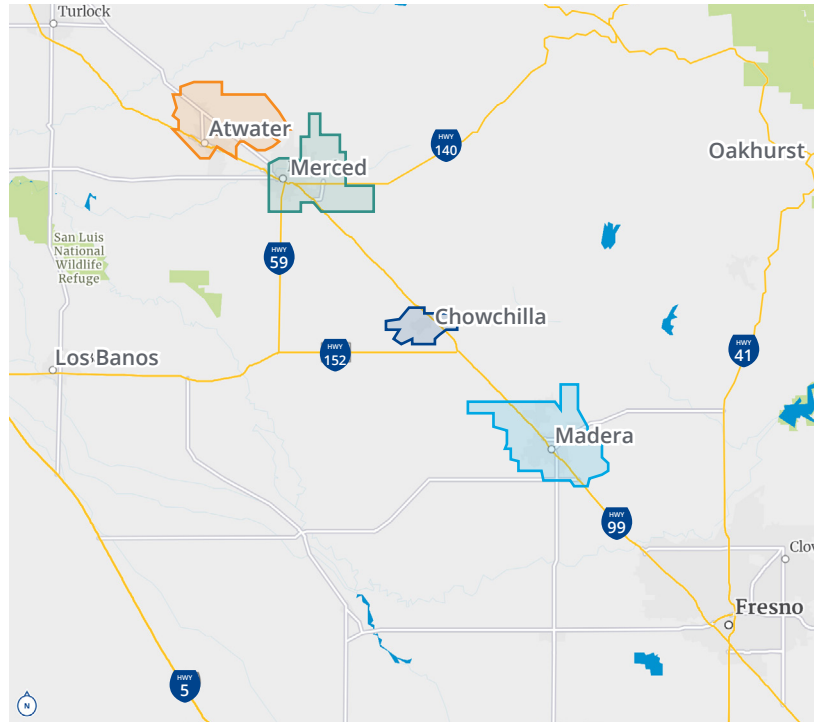 Turlock
Atwater
HWY
140
Oakhurst
Merced
San Luis
National
Wildlife
Refuge
HWY
59
Chowchilla
Los Banos
HWY
152
HWY
41
Madera
HWY
99
Clov
Fresno
HWY
5
N